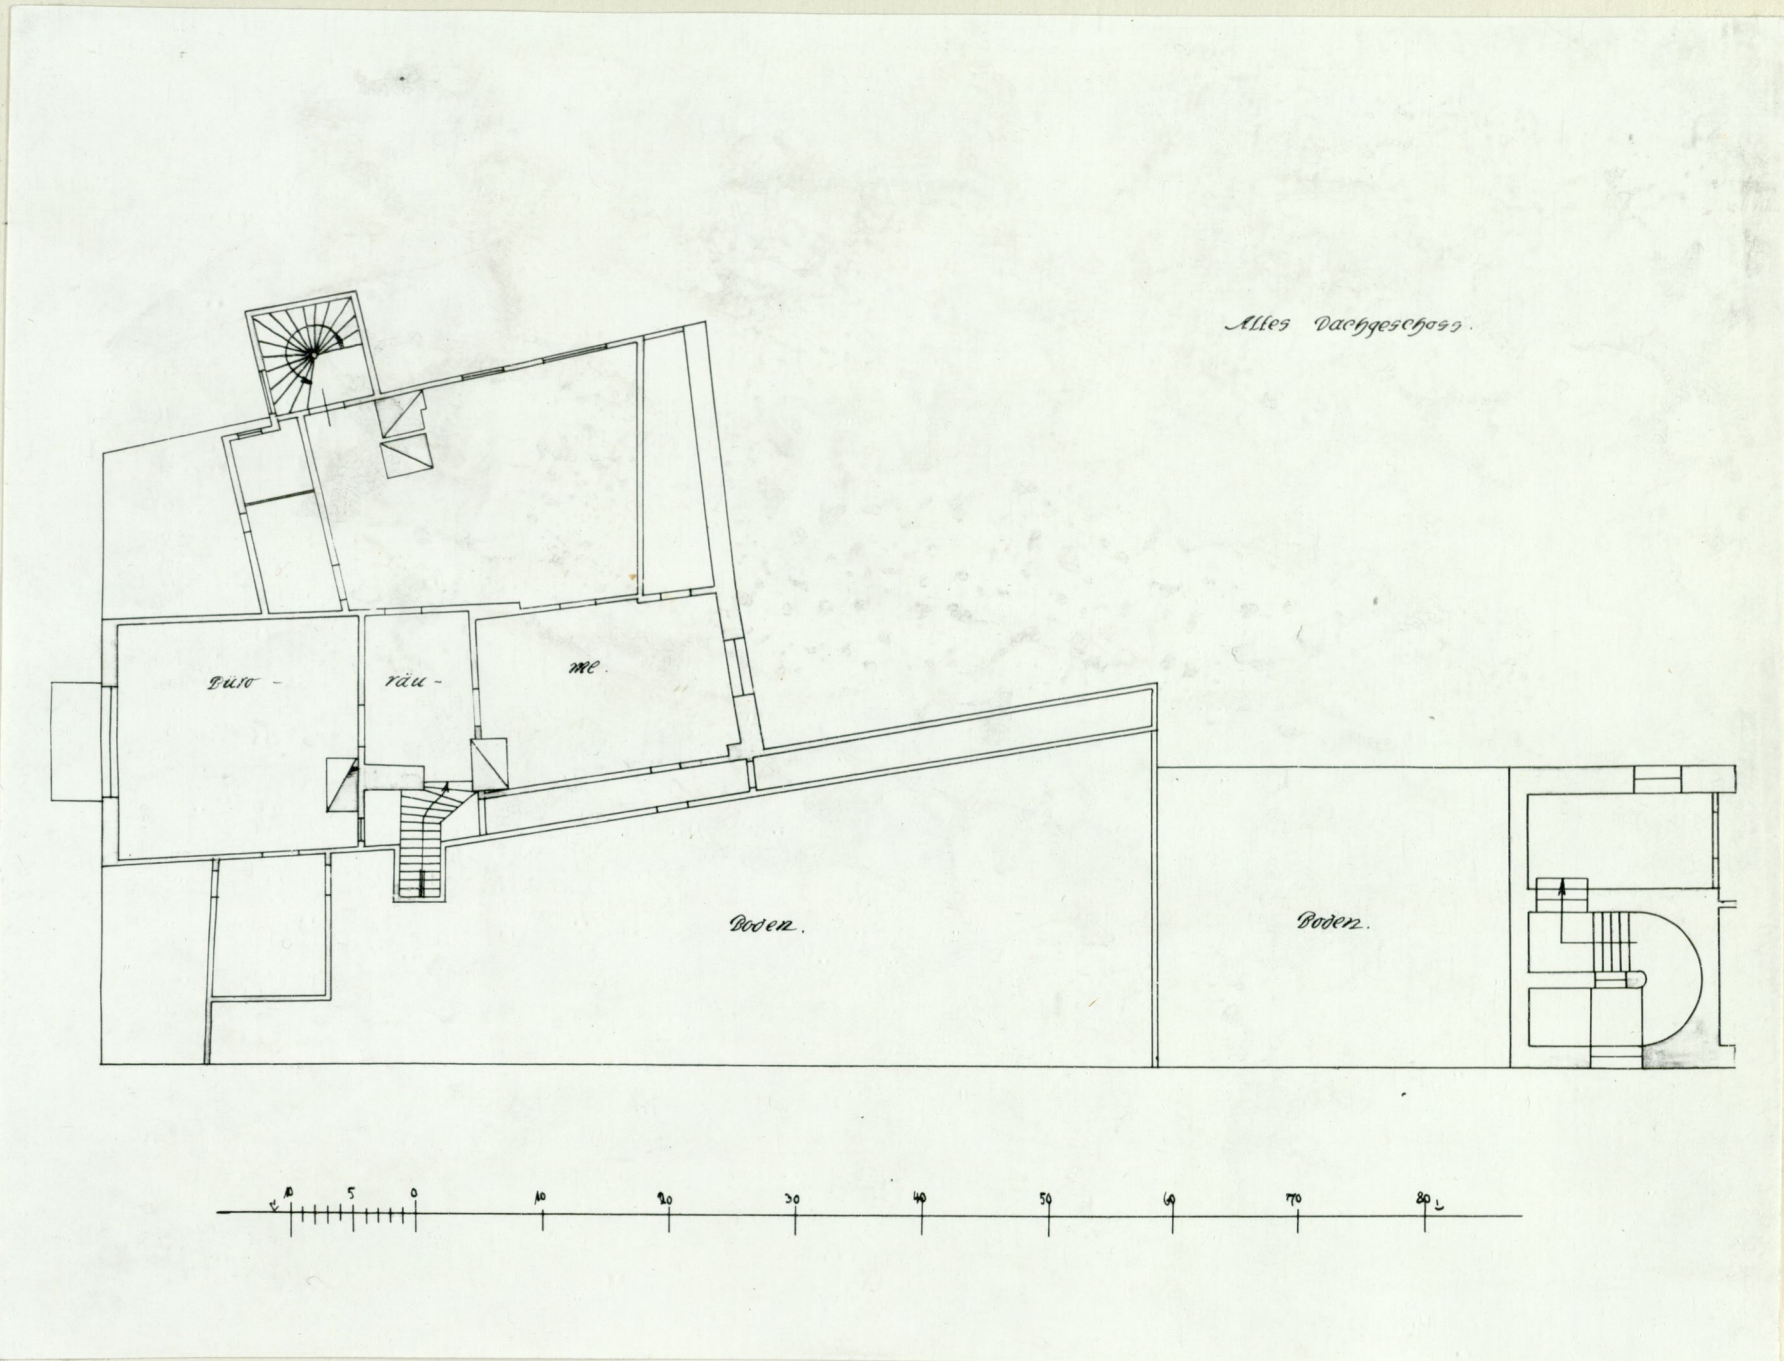 Altes Dachgeschoss.
Büro - räu - me.
Boden. Boden.
10 5 0 10 20 30 40 50 60 70 80